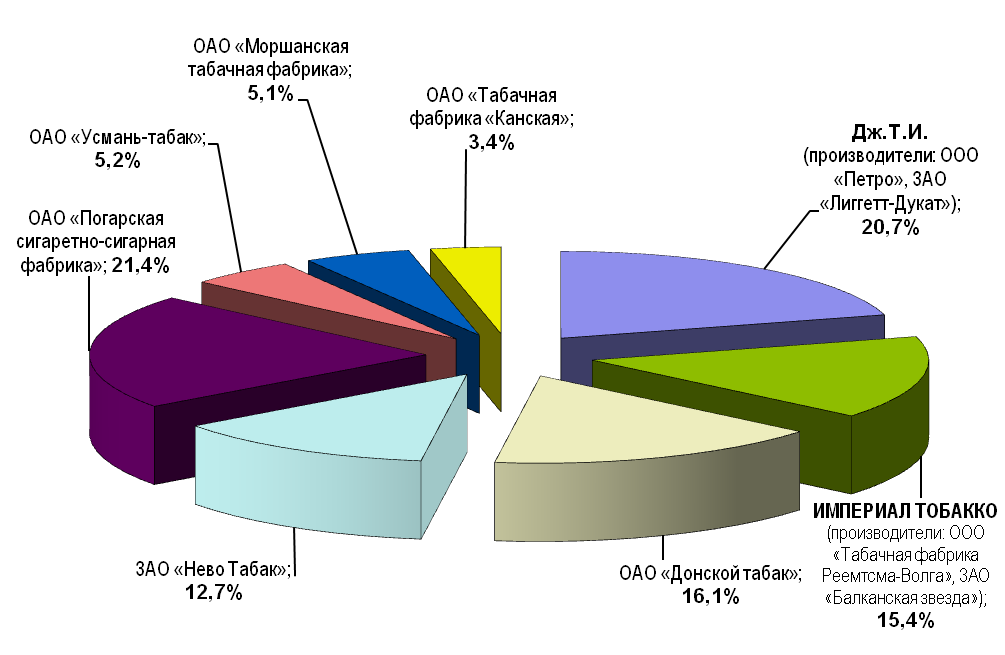 ОАО «Моршанская
табачная фабрика»;
5,1%
ОАО «Табачная
фабрика «Канская»;
3,4%
Дж.Т.И.
(производители: ООО
«Петро», ЗАО
«Лиггетт-Дукат»);
20,7%
ОАО «Усмань-табак»;
5,2%
ОАО «Погарская
сигаретно-сигарная
фабрика»; 21,4%
ИМПЕРИАЛ ТОБАККО
(производители: ООО
«Табачная фабрика
Реемтсма-Волга», ЗАО
«Балканская звезда»);
15,4%
ОАО «Донской табак»;
16,1%
ЗАО «Нево Табак»;
12,7%